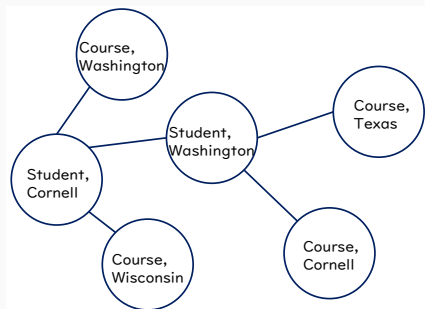 Course,
Washington
Student,
Washington
Course,
Texas
Student,
Cornell
Course,
Wisconsin
Course,
Cornell